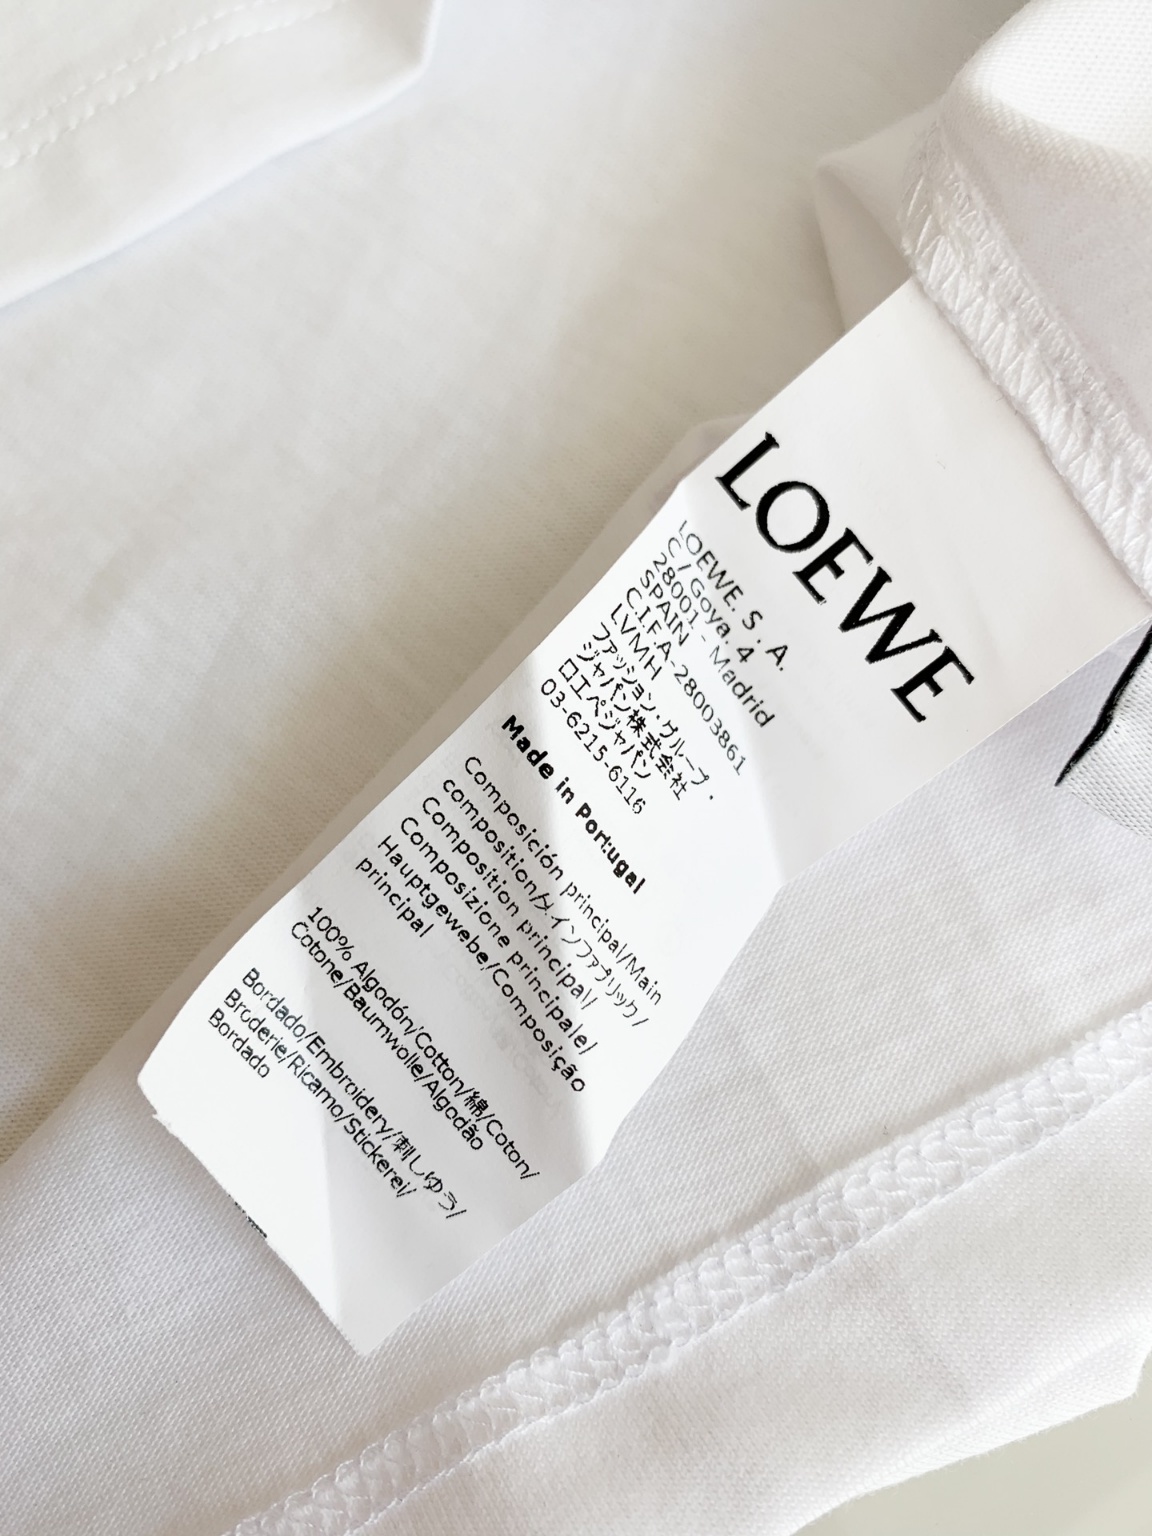 LOEWE
LOEWE. S . A.
C / Goya. 4
28001 - Madrid
SPAIN
C.I.F.A-28003861
LVMH
ファッション・グループ・
ジャパン株式会社
ロエベジャパン
03-6215-6116
Made in Portugal
Composición principal/Main
composition/メインファブリック/
Composition principal/
Composizione principale/
Hauptgewebe/Composição
principal
100% Algodón/Cotton/綿/Coton/
Cotone/Baumwolle/Algodão
Bordado/Embroidery/刺しゆう/
Broderie/Ricamo/Stickerei/
Bordado